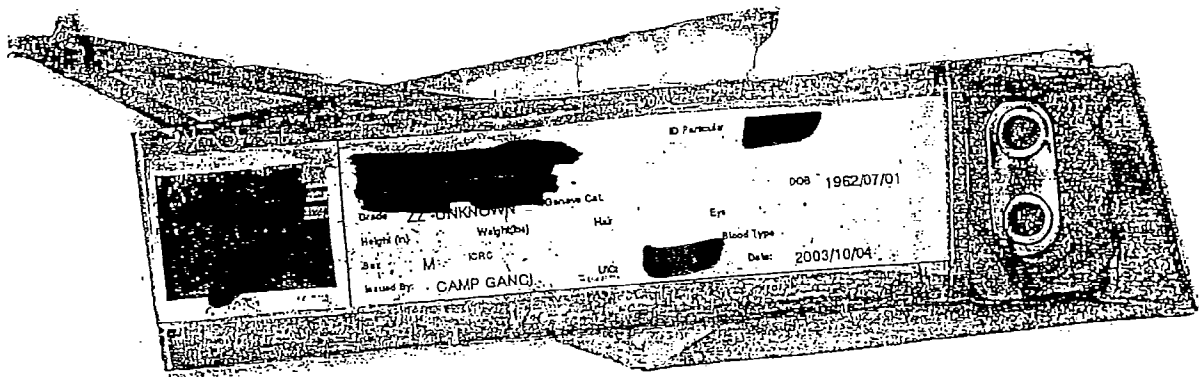 ID Particular
DOB 1962/07/01
Grade ZZ-UNKNOWN Geneva Cat.
Height (in) Weight(lbs) Hair Eye
Sex M ICRC Blood Type
Issued By: CAMP GANCI UCI Date: 2003/10/04